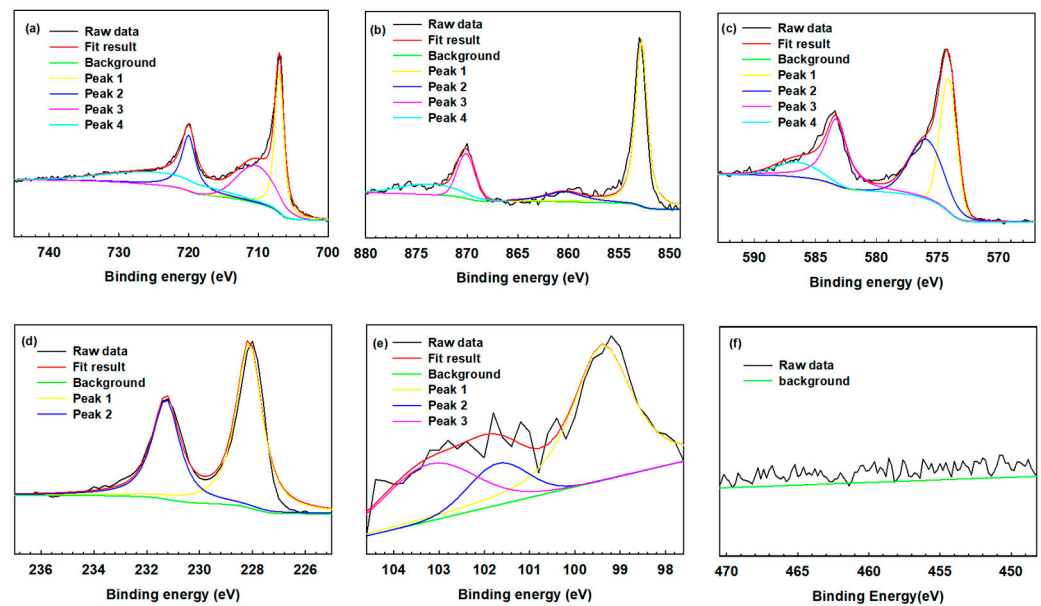 (a)
Raw data
Fit result
Background
Peak 1
Peak 2
Peak 3
Peak 4
740 730 720 710 700
Binding energy (eV)
(b)
Raw data
Fit result
Background
Peak 1
Peak 2
Peak 3
Peak 4
880 875 870 865 860 855 850
Binding energy (eV)
(c)
Raw data
Fit result
Background
Peak 1
Peak 2
Peak 3
Peak 4
590 585 580 575 570
Binding energy (eV)
(d)
Raw data
Fit result
Background
Peak 1
Peak 2
236 234 232 230 228 226
Binding energy (eV)
(e)
Raw data
Fit result
Background
Peak 1
Peak 2
Peak 3
104 103 102 101 100 99 98
Binding energy (eV)
(f)
Raw data
background
470 465 460 455 450
Binding Energy(eV)